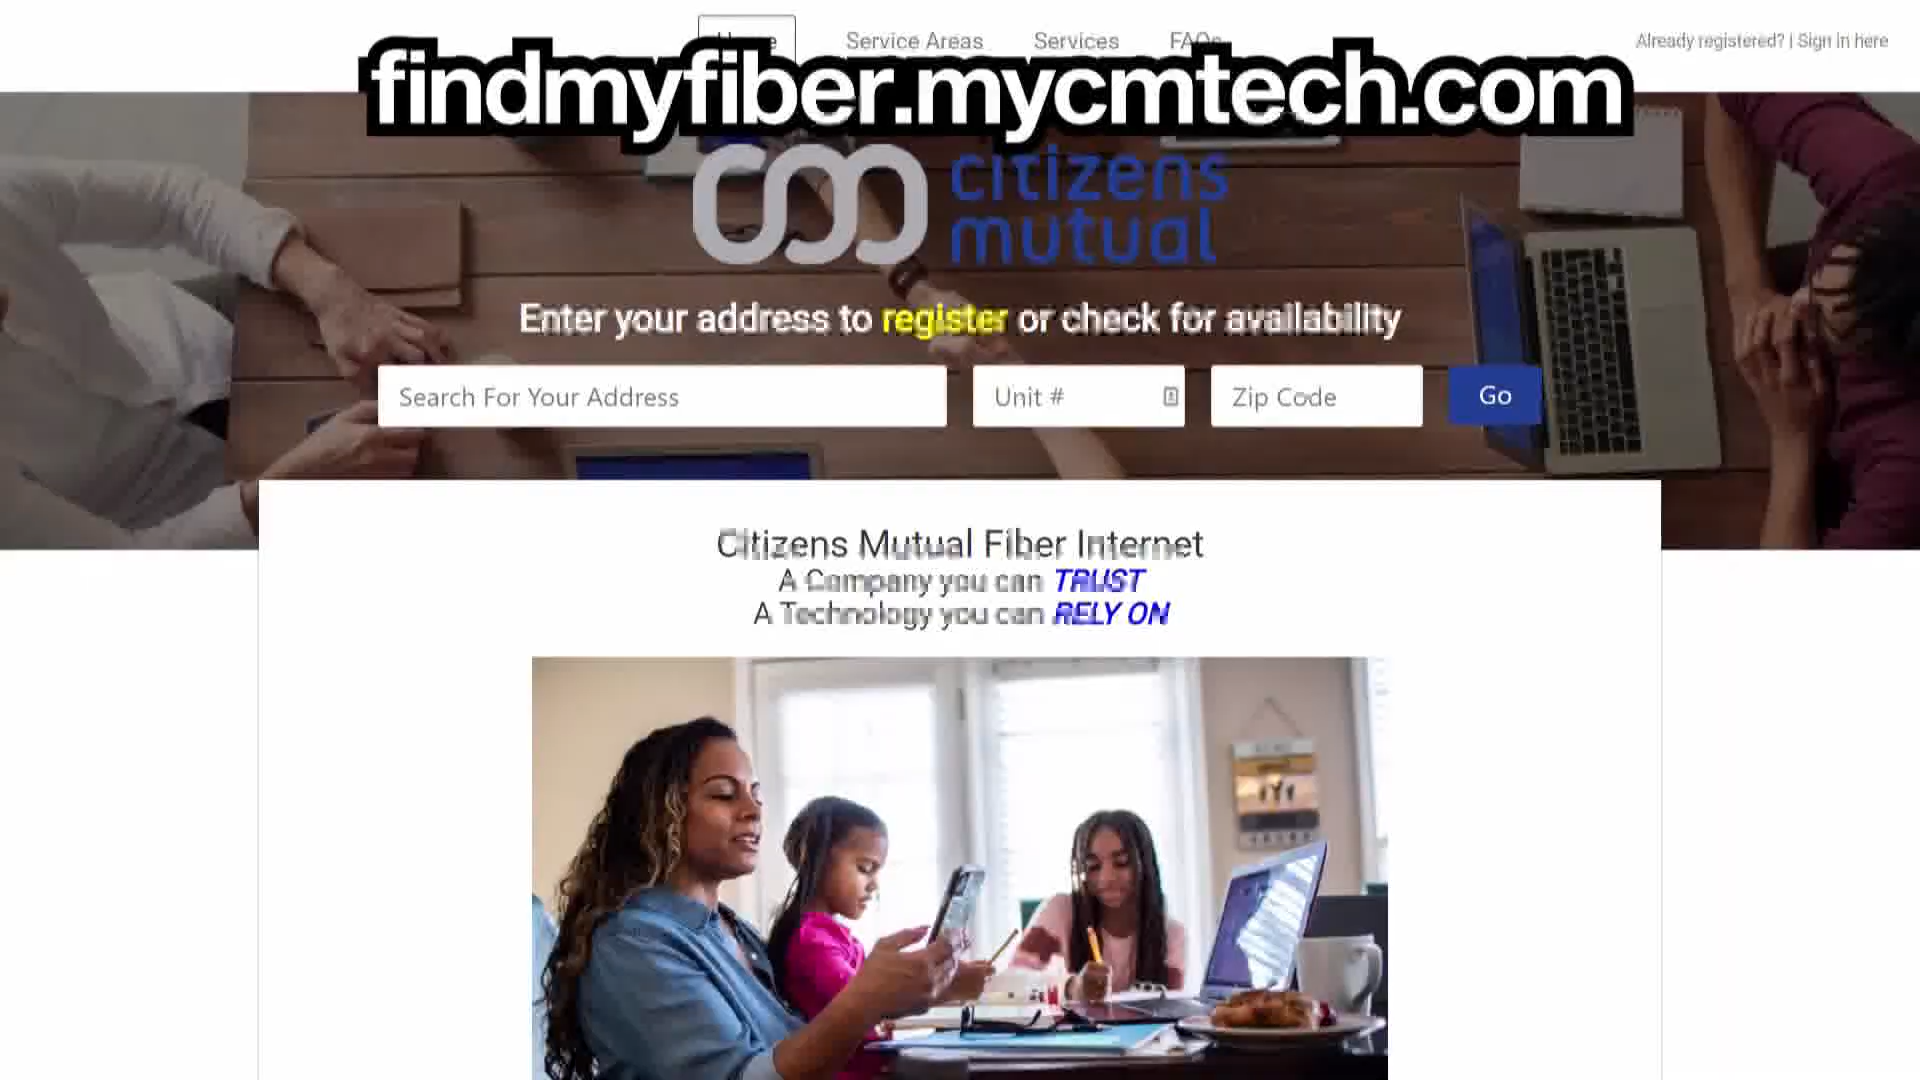 Home Service Areas Services FAQs Already registered? | Sign in here
findmyfiber.mycmtech.com
citizens
mutual
Enter your address to register or check for availability
Search For Your Address Unit # Zip Code Go
Citizens Mutual Fiber Internet
A Company you can TRUST
A Technology you can RELY ON